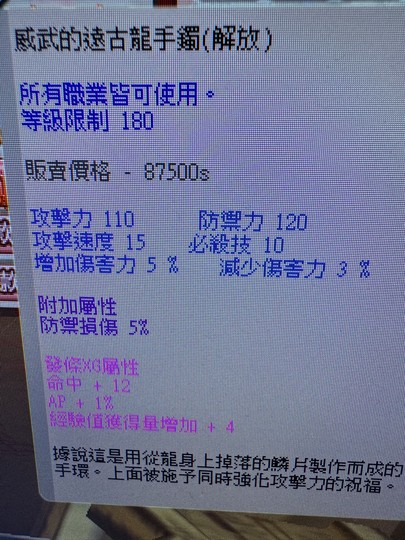 威武的遠古龍手鐲(解放)
所有職業皆可使用。
等級限制 180
販賣價格 - 87500s
攻擊力 110 防禦力 120
攻擊速度 15 必殺技 10
增加傷害力 5 % 減少傷害力 3 %
附加屬性
防禦損傷 5%
發條XG屬性
命中 + 12
AP + 1%
經驗值獲得量增加 + 4
據說這是用從龍身上掉落的鱗片製作而成的
手環。上面被施予同時強化攻擊力的祝福。